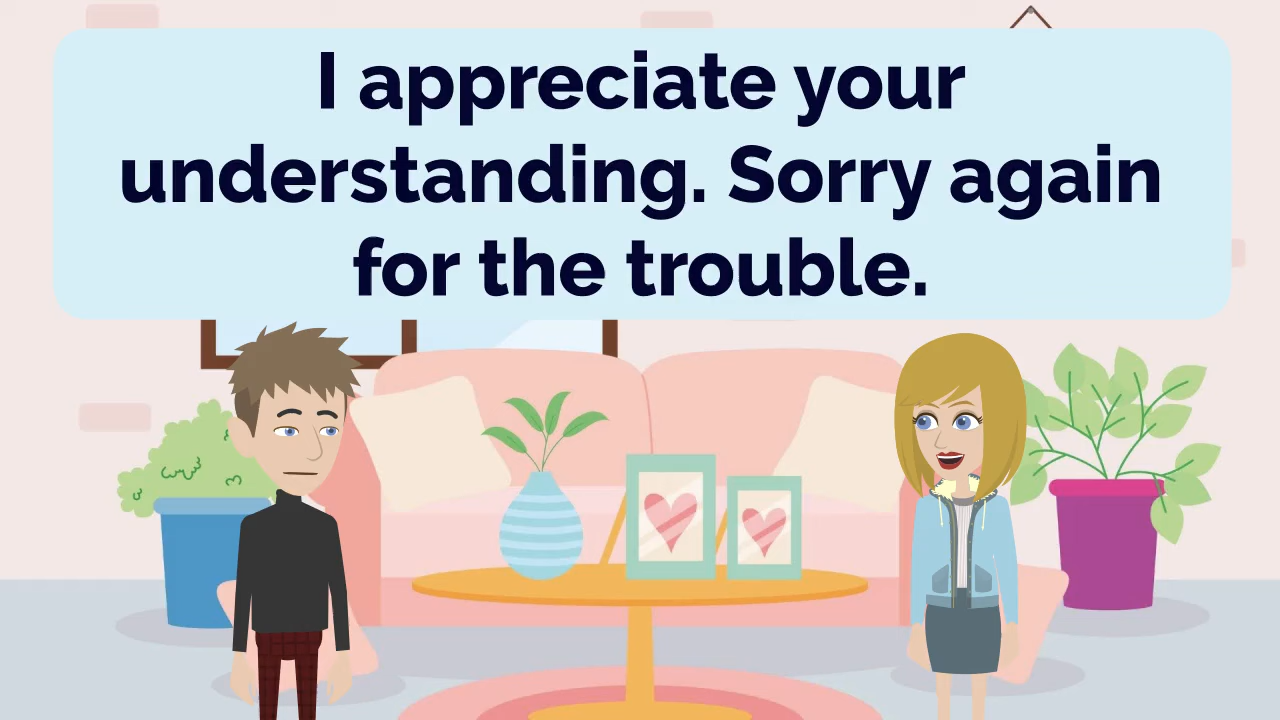 I appreciate your
understanding. Sorry again
for the trouble.